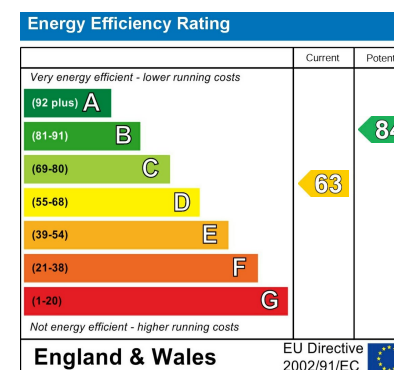 Energy Efficiency Rating
Current Potent
Very energy efficient - lower running costs
(92 plus) A
(81-91) B
84
(69-80) C
63
(55-68) D
(39-54) E
(21-38) F
(1-20) G
Not energy efficient - higher running costs
England & Wales
EU Directive
2002/91/EC